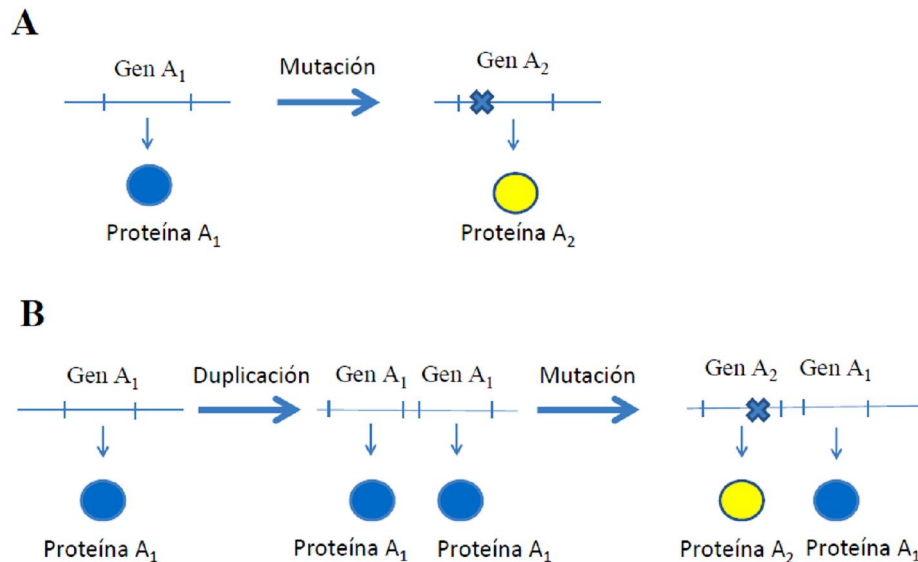 A
Gen A₁ Mutación Gen A₂
Proteína A₁ Proteína A₂
B
Gen A₁ Duplicación Gen A₁ Gen A₁ Mutación Gen A₂ Gen A₁
Proteína A₁ Proteína A₁ Proteína A₁ Proteína A₂ Proteína A₁